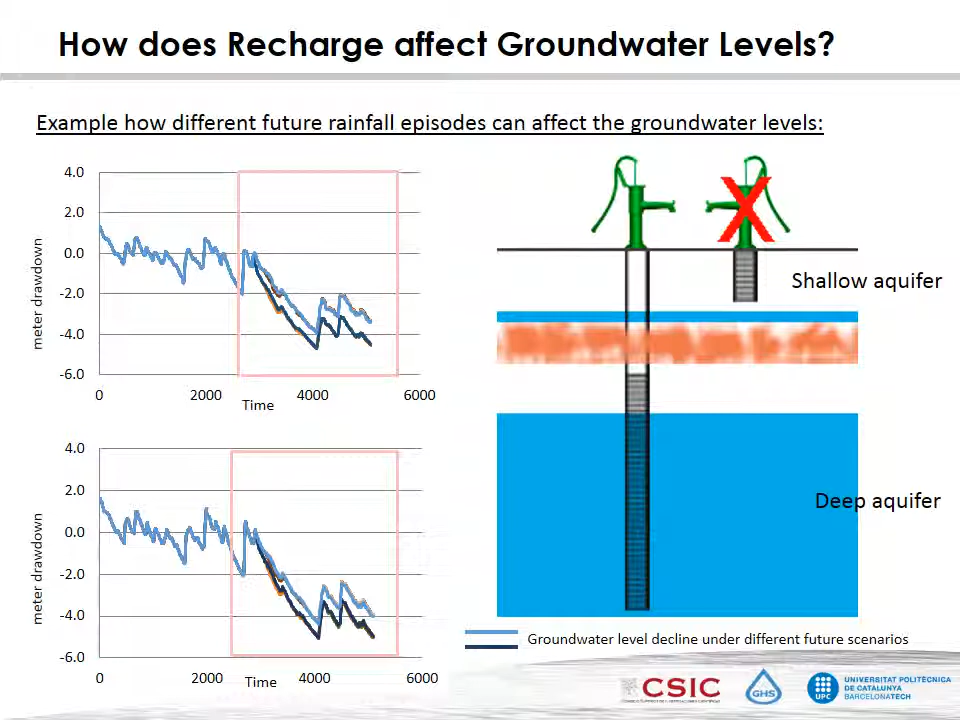 How does Recharge affect Groundwater Levels?
Example how different future rainfall episodes can affect the groundwater levels:
4.0
2.0
0.0
-2.0
-4.0
-6.0
meter drawdown
0
2000
4000
6000
Time
4.0
2.0
0.0
-2.0
-4.0
-6.0
meter drawdown
0
2000
4000
6000
Time
Shallow aquifer
Deep aquifer
Groundwater level decline under different future scenarios
CSIC
GHS
UPC
UNIVERSITAT POLITÈCNICA
DE CATALUNYA
BARCELONATECH